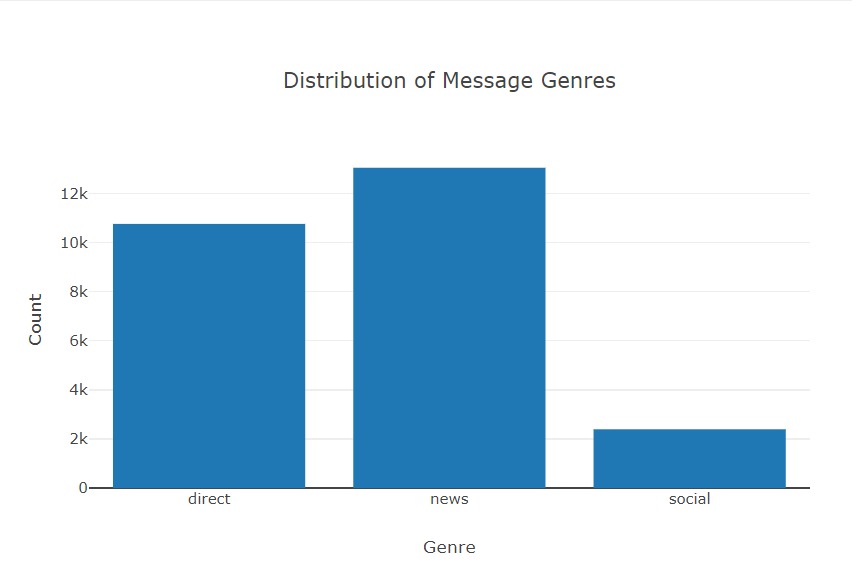 Distribution of Message Genres
12k
10k
8k
6k
4k
2k
0
Count
direct news social
Genre